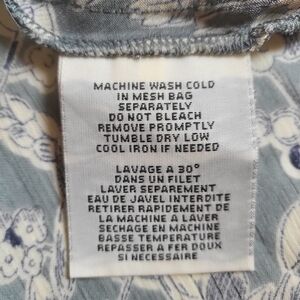 MACHINE WASH COLD
IN MESH BAG
SEPARATELY
DO NOT BLEACH
REMOVE PROMPTLY
TUMBLE DRY LOW
COOL IRON IF NEEDED
LAVAGE A 30°
DANS UN FILET
LAVER SEPAREMENT
EAU DE JAVEL INTERDITE
RETIRER RAPIDEMENT DE
LA MACHINE A LAVER
SECHAGE EN MACHINE
BASSE TEMPERATURE
REPASSER A FER DOUX
SI NECESSAIRE